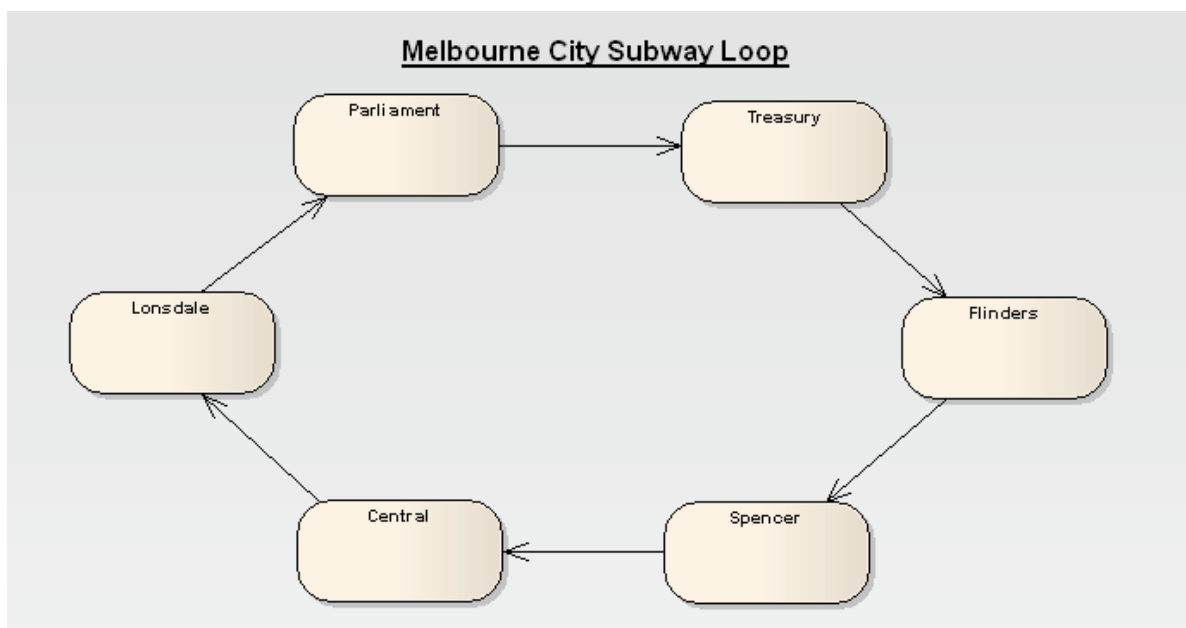 Melbourne City Subway Loop
Parliament
Treasury
Lonsdale
Flinders
Central
Spencer